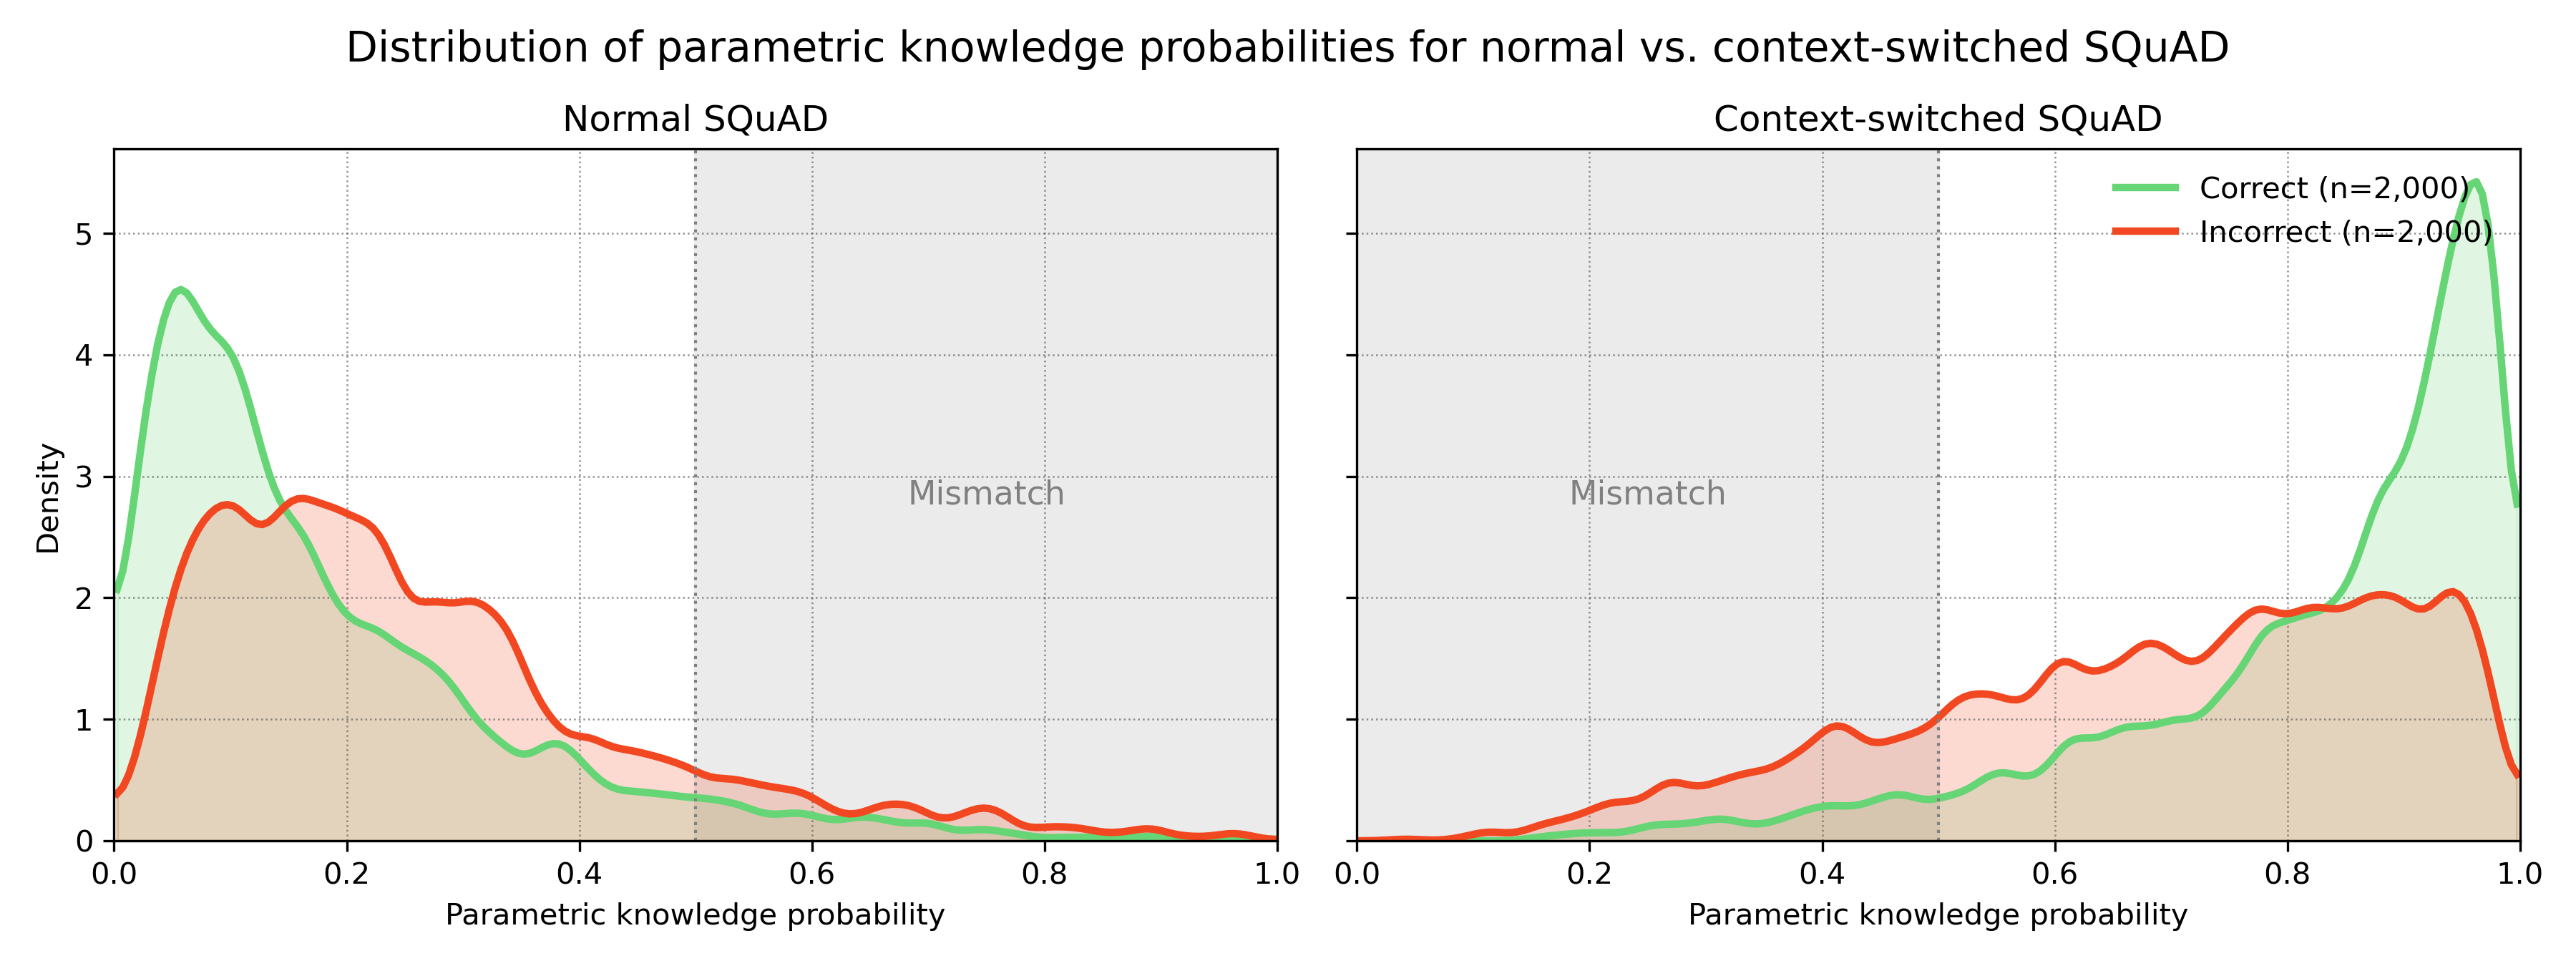 Distribution of parametric knowledge probabilities for normal vs. context-switched SQuAD
Normal SQuAD
Density
5
4
3
2
1
0
Mismatch
0.0 0.2 0.4 0.6 0.8 1.0
Parametric knowledge probability
Context-switched SQuAD
Correct (n=2,000)
Incorrect (n=2,000)
Mismatch
0.0 0.2 0.4 0.6 0.8 1.0
Parametric knowledge probability